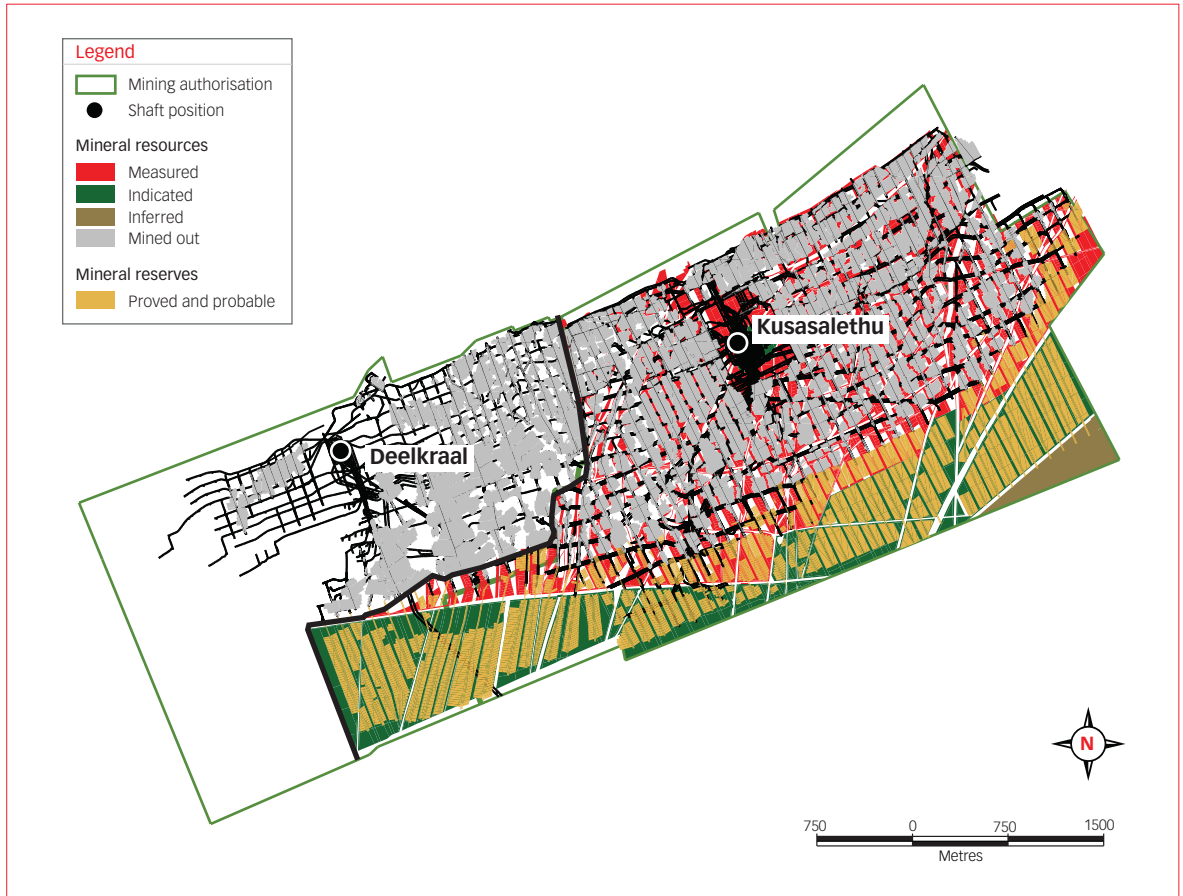 Legend
Mining authorisation
Shaft position
Mineral resources
Measured
Indicated
Inferred
Mined out
Mineral reserves
Proved and probable
Kusasalethu
Deelkraal
N
750 0 750 1500
Metres